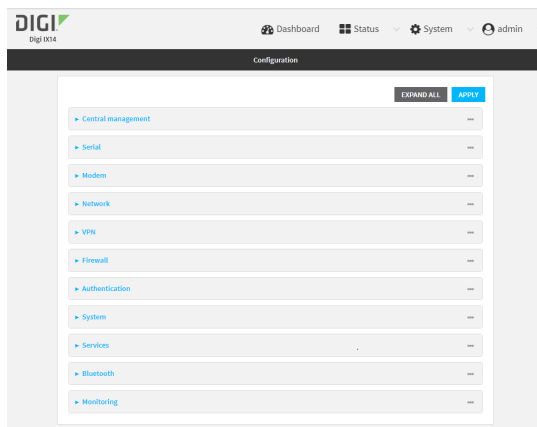 DIGI
Digi IX14
Dashboard
Status
System
admin
Configuration
EXPAND ALL
APPLY
Central management
Serial
Modem
Network
VPN
Firewall
Authentication
System
Services
Bluetooth
Monitoring